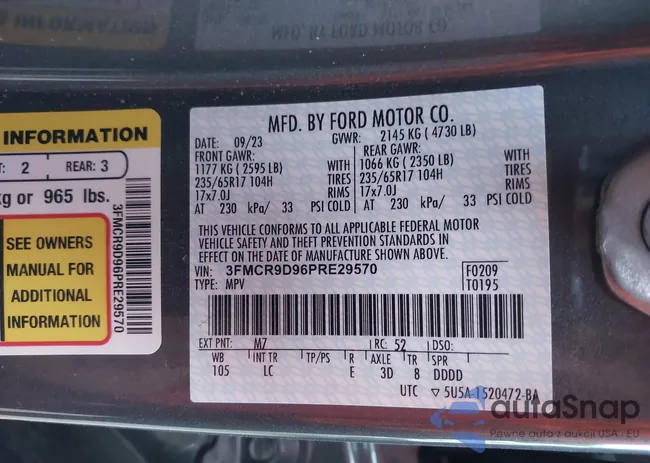 MFD. BY FORD MOTOR CO.
DATE: 09/23 GVWR: 2145 KG ( 4730 LB)
FRONT GAWR: REAR GAWR:
1177 KG ( 2595 LB) WITH 1066 KG ( 2350 LB) WITH
235/65R17 104H TIRES 235/65R17 104H TIRES
17x7.0J RIMS 17x7.0J RIMS
AT 230 kPa/ 33 PSI COLD AT 230 kPa/ 33 PSI COLD
THIS VEHICLE CONFORMS TO ALL APPLICABLE FEDERAL MOTOR
VEHICLE SAFETY AND THEFT PREVENTION STANDARDS IN
EFFECT ON THE DATE OF MANUFACTURE SHOWN ABOVE.
VIN: 3FMCR9D96PRE29570 F0209
TYPE: MPV T0195
EXT PNT: M7 RC: 52 DSO:
WB INT TR TP/PS R AXLE TR SPR
105 LC E 3D 8 DDDD
UTC ▽ 5U5A-1520472-BA
INFORMATION
: 2 REAR: 3
kg or 965 lbs.
SEE OWNERS
MANUAL FOR
ADDITIONAL
INFORMATION
3FMCR9D96PRE29570
autoSnap
Pewne auta z aukcji USA i EU